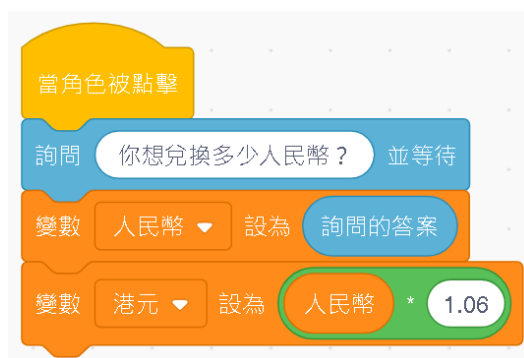 當角色被點擊
詢問 你想兌換多少人民幣？ 並等待
變數 人民幣 設為 詢問的答案
變數 港元 設為 人民幣 * 1.06